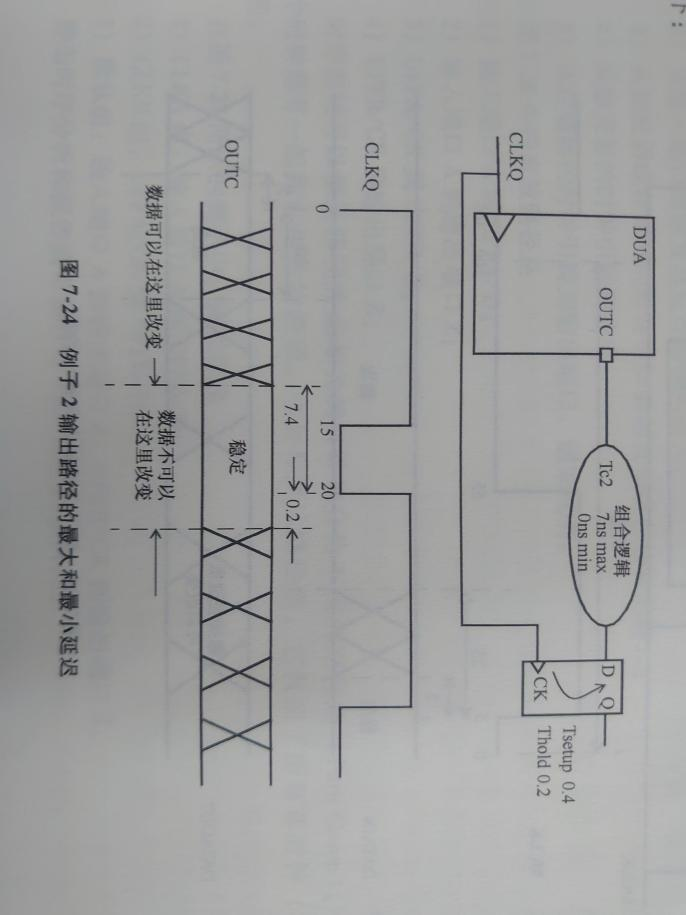 下：
DUA
OUTC
CLKQ
组合逻辑
7ns max
0ns min
Tc2
D
Q
CK
Tsetup 0.4
Thold 0.2
CLKQ
0
15
20
7.4
0.2
OUTC
稳定
数据可以在这里改变
数据不可以
在这里改变
图 7-24 例子 2 输出路径的最大和最小延迟